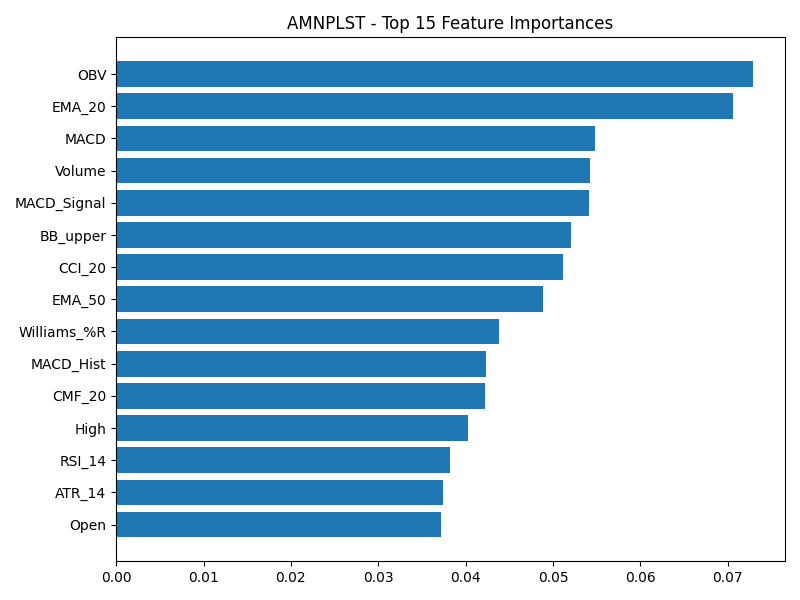 AMNPLST - Top 15 Feature Importances
OBV
EMA_20
MACD
Volume
MACD_Signal
BB_upper
CCI_20
EMA_50
Williams_%R
MACD_Hist
CMF_20
High
RSI_14
ATR_14
Open
0.00 0.01 0.02 0.03 0.04 0.05 0.06 0.07